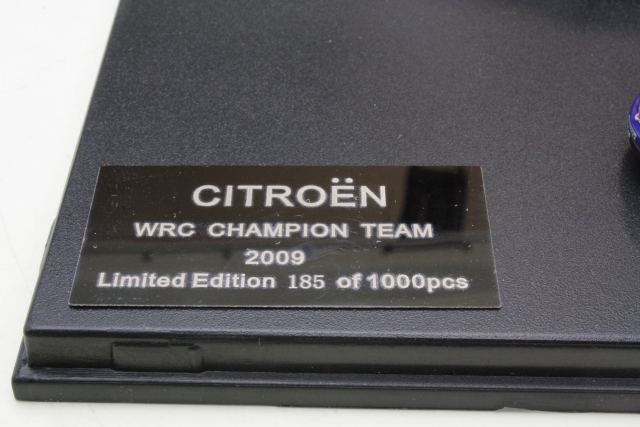 CITROËN
WRC CHAMPION TEAM
2009
Limited Edition 185 of 1000pcs